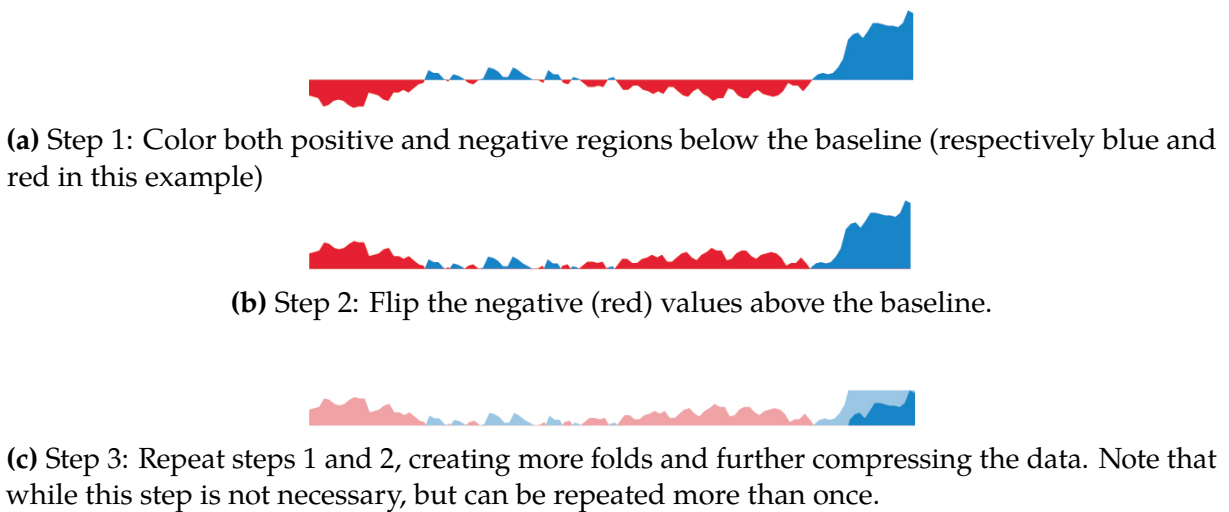 (a) Step 1: Color both positive and negative regions below the baseline (respectively blue and
red in this example)
(b) Step 2: Flip the negative (red) values above the baseline.
(c) Step 3: Repeat steps 1 and 2, creating more folds and further compressing the data. Note that
while this step is not necessary, but can be repeated more than once.